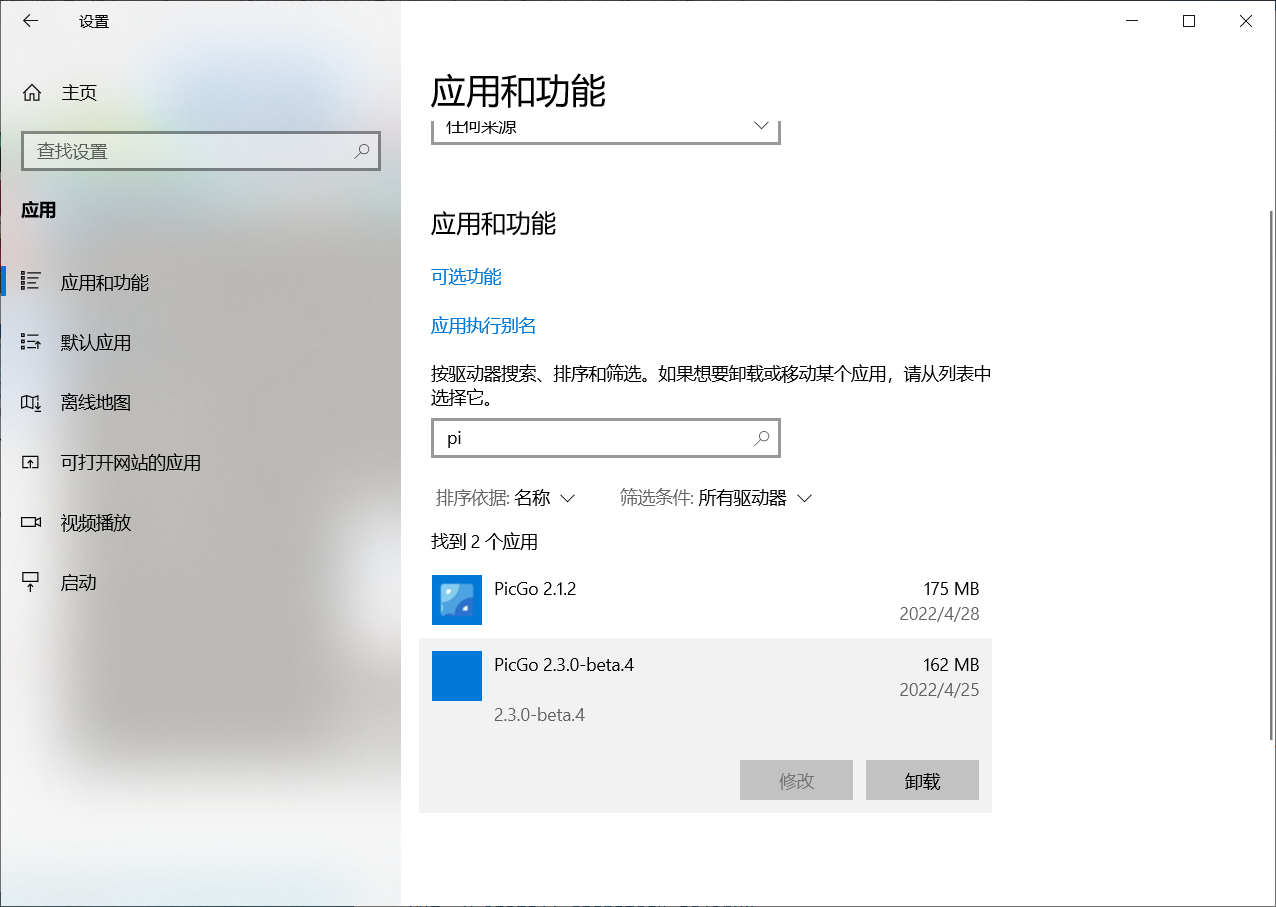 设置
主页
查找设置
应用
应用和功能
默认应用
离线地图
可打开网站的应用
视频播放
启动
应用和功能
任何来源
应用和功能
可选功能
应用执行别名
按驱动器搜索、排序和筛选。如果想要卸载或移动某个应用，请从列表中
选择它。
pi
排序依据: 名称 筛选条件: 所有驱动器
找到 2 个应用
PicGo 2.1.2 175 MB
2022/4/28
PicGo 2.3.0-beta.4 162 MB
2022/4/25
2.3.0-beta.4
修改 卸载